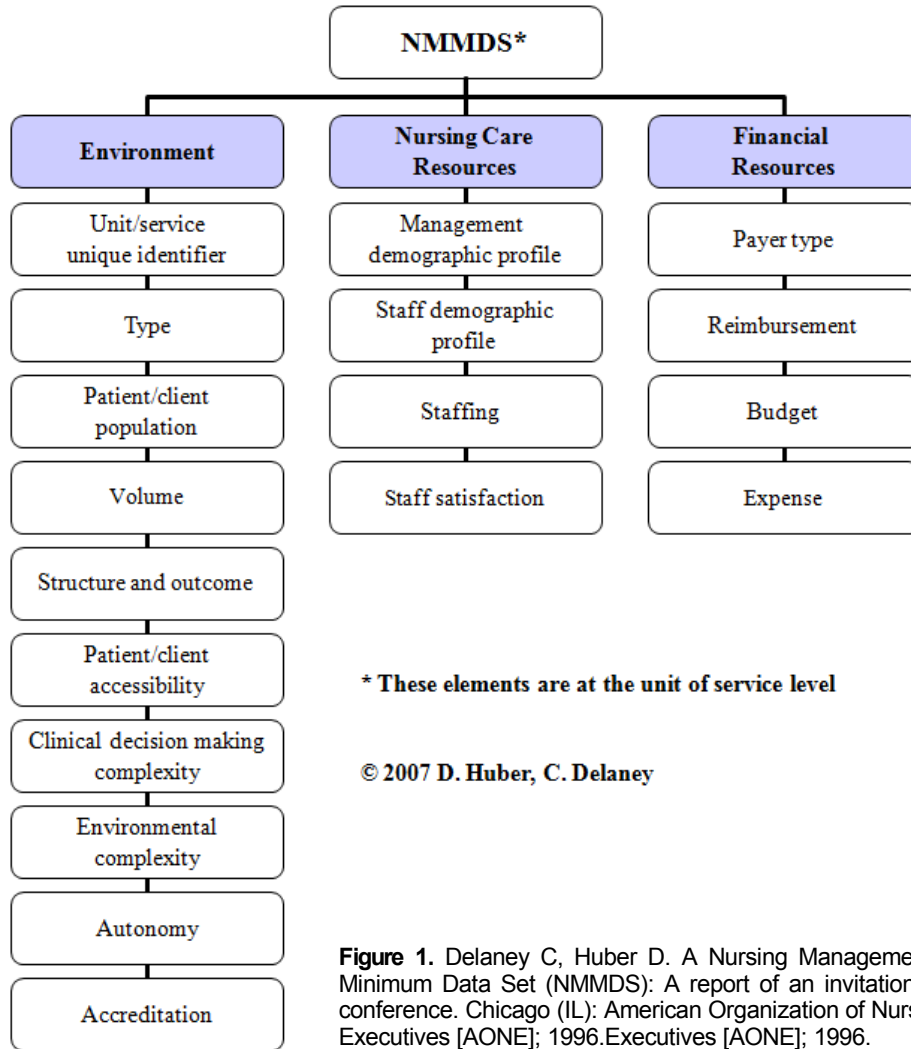 NMMDS*
Environment
Unit/service
unique identifier
Type
Patient/client
population
Volume
Structure and outcome
Patient/client
accessibility
Clinical decision making
complexity
Environmental
complexity
Autonomy
Accreditation
Nursing Care
Resources
Management
demographic profile
Staff demographic
profile
Staffing
Staff satisfaction
Financial
Resources
Payer type
Reimbursement
Budget
Expense
* These elements are at the unit of service level
© 2007 D. Huber, C. Delaney
Figure 1. Delaney C, Huber D. A Nursing Manageme
Minimum Data Set (NMMDS): A report of an invitation
conference. Chicago (IL): American Organization of Nurs
Executives [AONE]; 1996.Executives [AONE]; 1996.